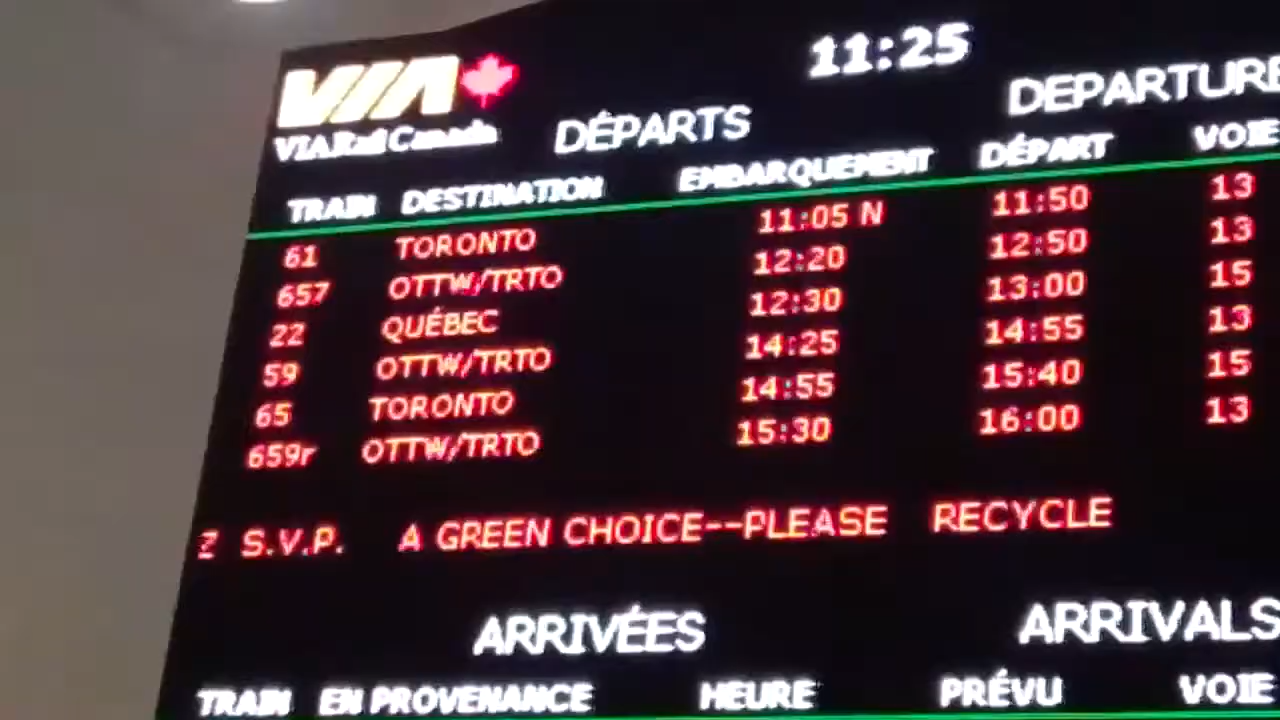 VIA 11:25
VIA Rail Canada DÉPARTS DEPARTURE
TRAIN DESTINATION EMBARQUEMENT DÉPART VOIE
61 TORONTO 11:05 N 11:50 13
657 OTTW/TRTO 12:20 12:50 13
22 QUÉBEC 12:30 13:00 15
59 OTTW/TRTO 14:25 14:55 13
65 TORONTO 14:55 15:40 15
659r OTTW/TRTO 15:30 16:00 13
Z S.V.P. A GREEN CHOICE--PLEASE RECYCLE
ARRIVÉES ARRIVALS
TRAIN EN PROVENANCE HEURE PRÉVU VOIE